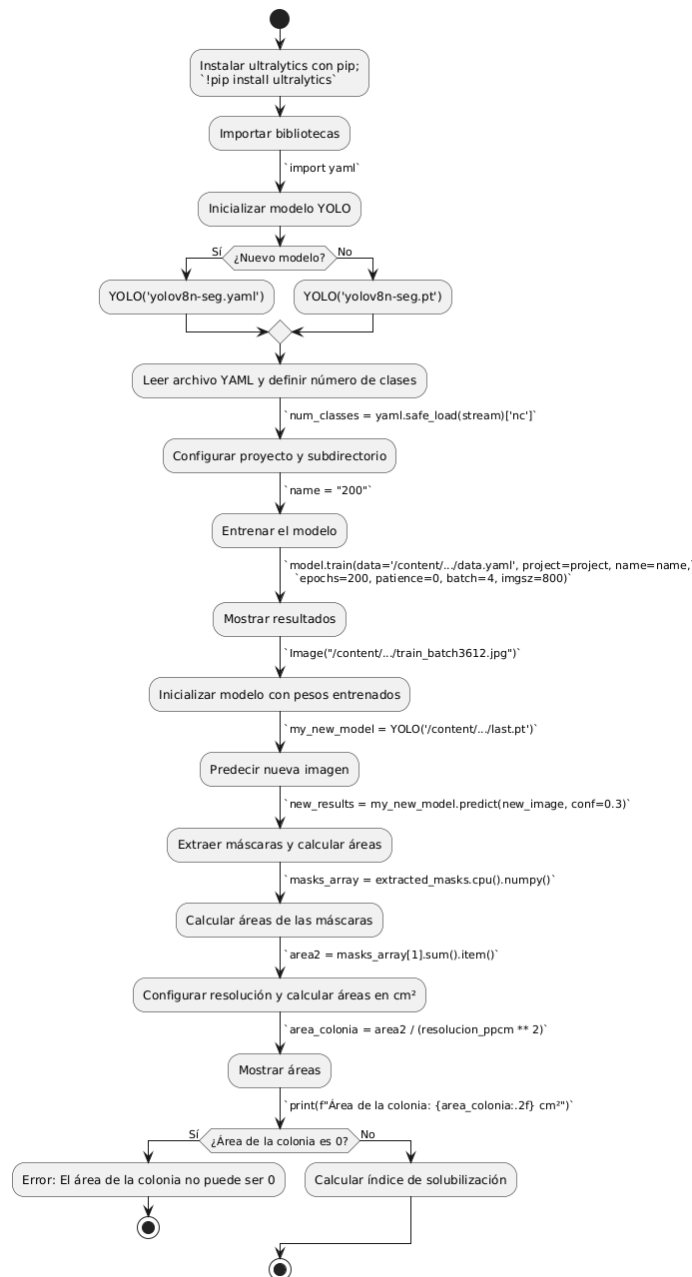 Instalar ultralytics con pip;
`!pip install ultralytics`
Importar bibliotecas
`import yaml`
Inicializar modelo YOLO
Sí
¿Nuevo modelo?
No
YOLO('yolov8n-seg.yaml')
YOLO('yolov8n-seg.pt')
Leer archivo YAML y definir número de clases
`num_classes = yaml.safe_load(stream)['nc']`
Configurar proyecto y subdirectorio
`name = "200"`
Entrenar el modelo
`model.train(data='/content/.../data.yaml', project=project, name=name,`
`epochs=200, patience=0, batch=4, imgsz=800)`
Mostrar resultados
`Image("/content/.../train_batch3612.jpg")`
Inicializar modelo con pesos entrenados
`my_new_model = YOLO('/content/.../last.pt')`
Predecir nueva imagen
`new_results = my_new_model.predict(new_image, conf=0.3)`
Extraer máscaras y calcular áreas
`masks_array = extracted_masks.cpu().numpy()`
Calcular áreas de las máscaras
`area2 = masks_array[1].sum().item()`
Configurar resolución y calcular áreas en cm²
`area_colonia = area2 / (resolucion_ppcm ** 2)`
Mostrar áreas
`print(f"Área de la colonia: {area_colonia:.2f} cm²")`
Sí
¿Área de la colonia es 0?
No
Error: El área de la colonia no puede ser 0
Calcular índice de solubilización